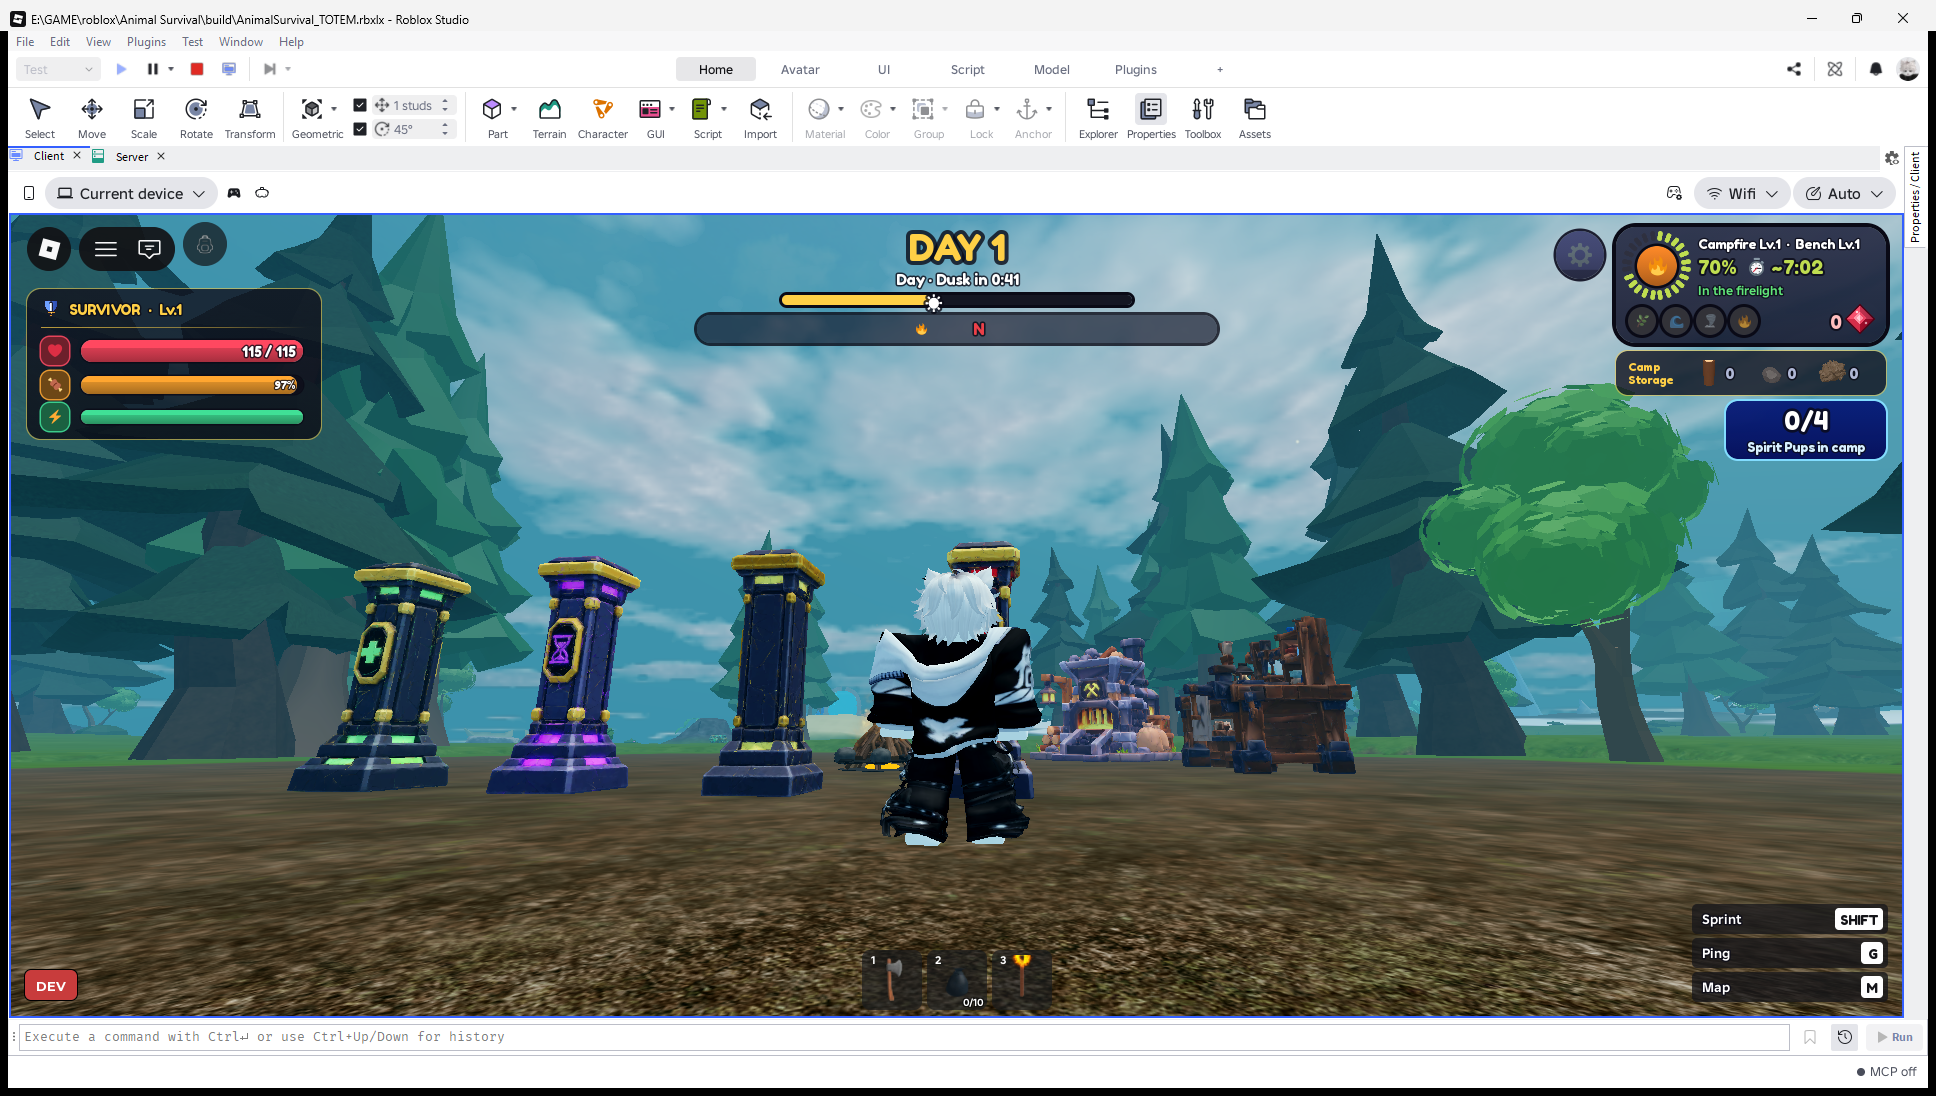 E:\GAME\roblox\Animal Survival\build\AnimalSurvival_TOTEM.rbxlx - Roblox Studio
File Edit View Plugins Test Window Help
Test
Home Avatar UI Script Model Plugins +
1 studs
45°
Select Move Scale Rotate Transform Geometric Part Terrain Character GUI Script Import Material Color Group Lock Anchor Explorer Properties Toolbox Assets
Client Server
Properties / Client
Current device
Wifi
Auto
DAY 1
Day · Dusk in 0:41
N
SURVIVOR · Lv.1
115 / 115
97%
Campfire Lv.1 · Bench Lv.1
70% ~7:02
In the firelight
0
Camp Storage 0 0 0
0/4
Spirit Pups in camp
Sprint SHIFT
Ping G
Map M
DEV
1 2 3
0/10
Execute a command with Ctrl↵ or use Ctrl+Up/Down for history
Run
MCP off